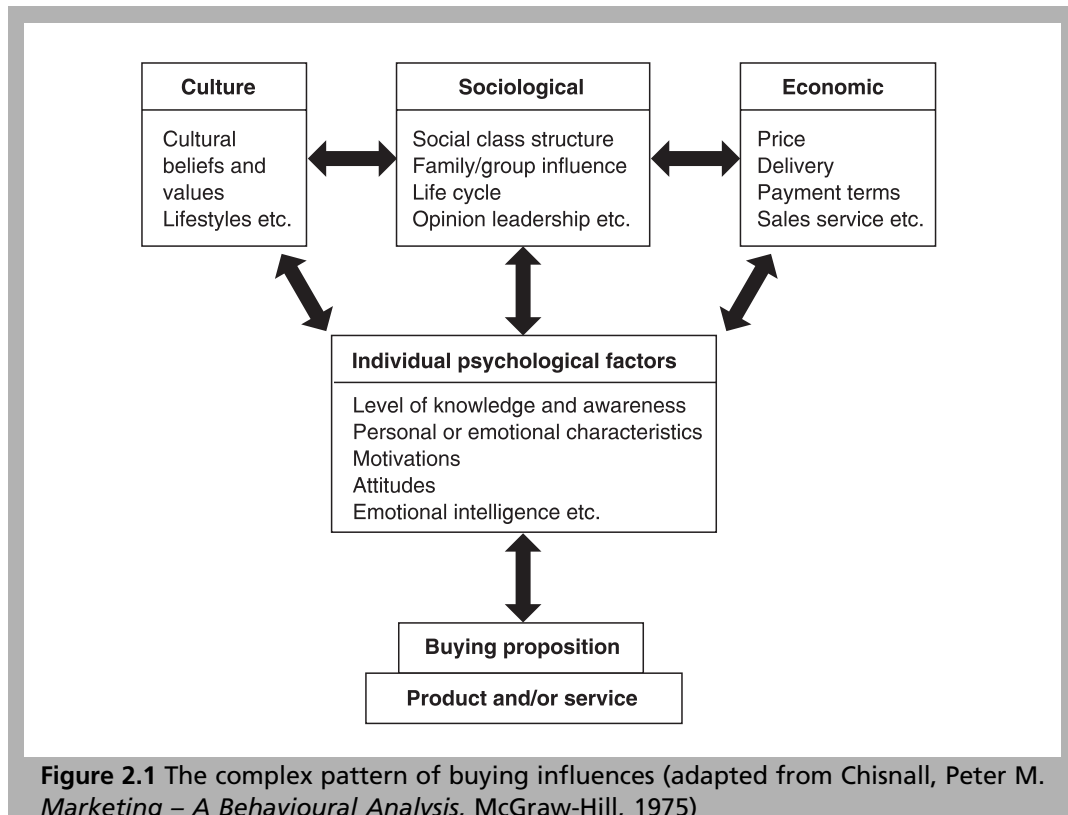 Culture
Cultural
beliefs and
values
Lifestyles etc.
Sociological
Social class structure
Family/group influence
Life cycle
Opinion leadership etc.
Economic
Price
Delivery
Payment terms
Sales service etc.
Individual psychological factors
Level of knowledge and awareness
Personal or emotional characteristics
Motivations
Attitudes
Emotional intelligence etc.
Buying proposition
Product and/or service
Figure 2.1 The complex pattern of buying influences (adapted from Chisnall, Peter M.
Marketing – A Behavioural Analysis, McGraw-Hill, 1975)